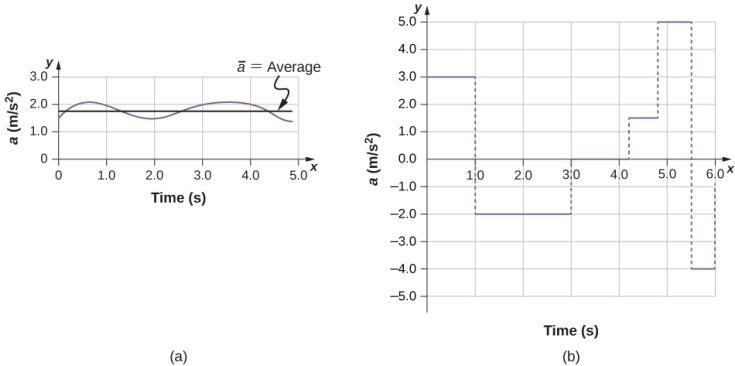 y
ā = Average
3.0
2.0
1.0
0
a (m/s²)
0 1.0 2.0 3.0 4.0 5.0 x
Time (s)
(a)
y
5.0
4.0
3.0
2.0
1.0
0.0
−1.0
−2.0
−3.0
−4.0
−5.0
a (m/s²)
1.0 2.0 3.0 4.0 5.0 6.0 x
Time (s)
(b)